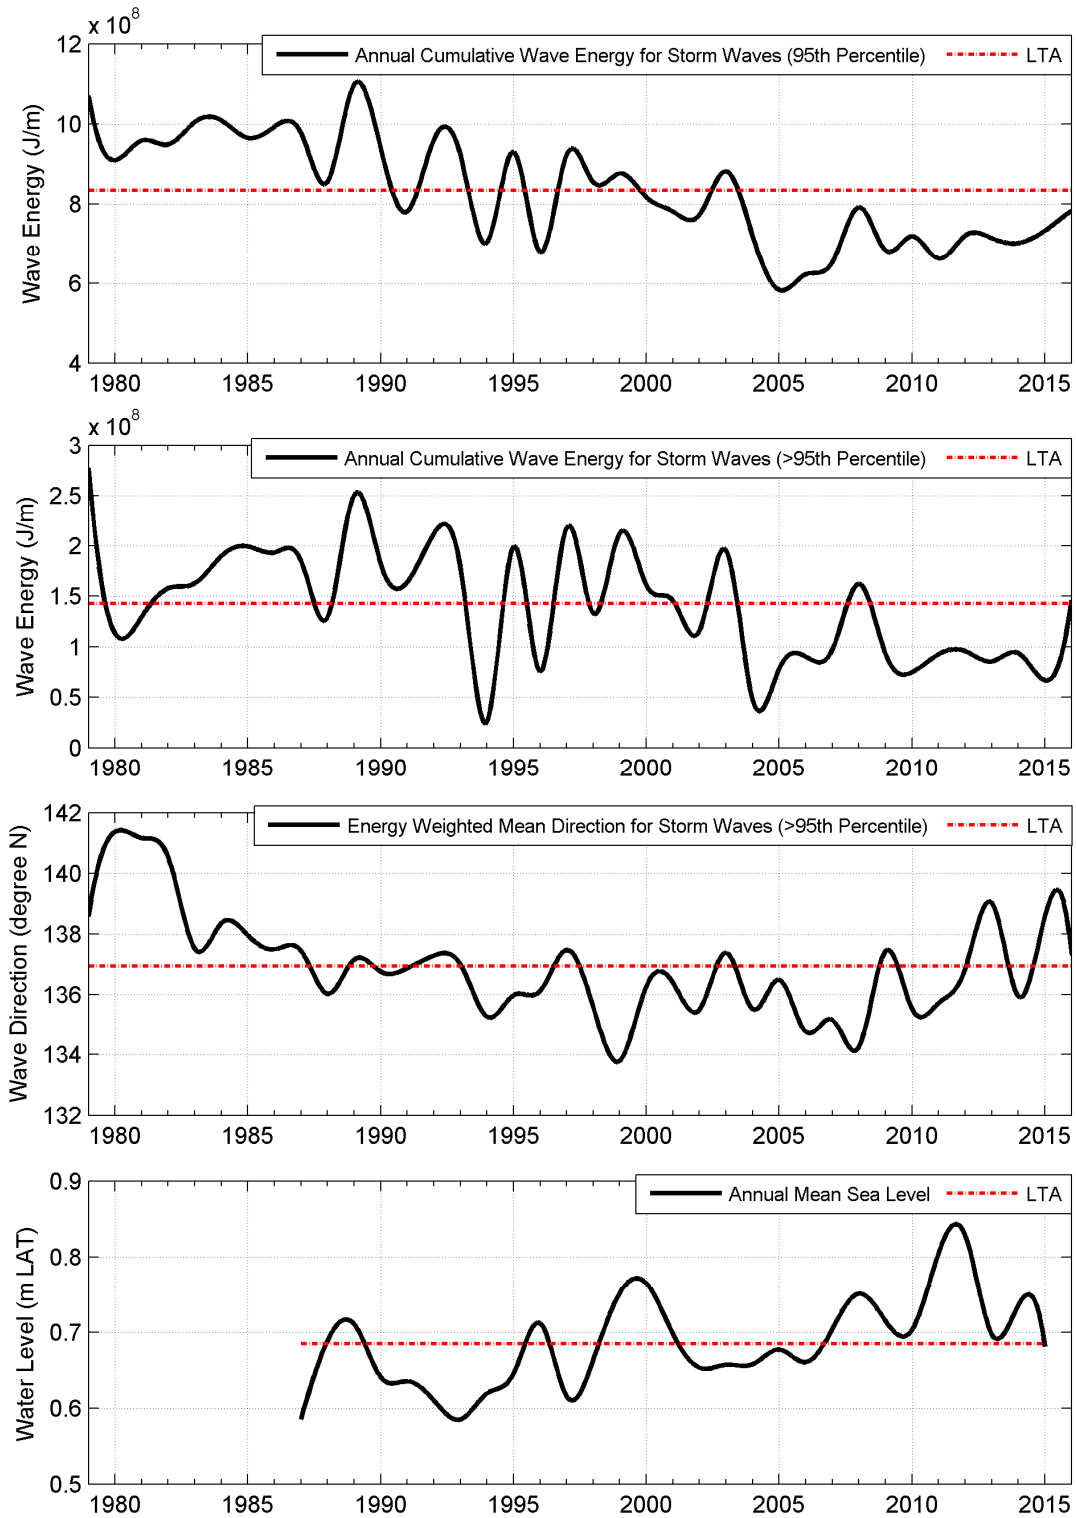 x 10^8
12
10
8
6
4
Wave Energy (J/m)
Annual Cumulative Wave Energy for Storm Waves (95th Percentile) LTA
1980 1985 1990 1995 2000 2005 2010 2015
x 10^8
3
2.5
2
1.5
1
0.5
0
Wave Energy (J/m)
Annual Cumulative Wave Energy for Storm Waves (>95th Percentile) LTA
1980 1985 1990 1995 2000 2005 2010 2015
142
140
138
136
134
132
Wave Direction (degree N)
Energy Weighted Mean Direction for Storm Waves (>95th Percentile) LTA
1980 1985 1990 1995 2000 2005 2010 2015
0.9
0.8
0.7
0.6
0.5
Water Level (m LAT)
Annual Mean Sea Level LTA
1980 1985 1990 1995 2000 2005 2010 2015